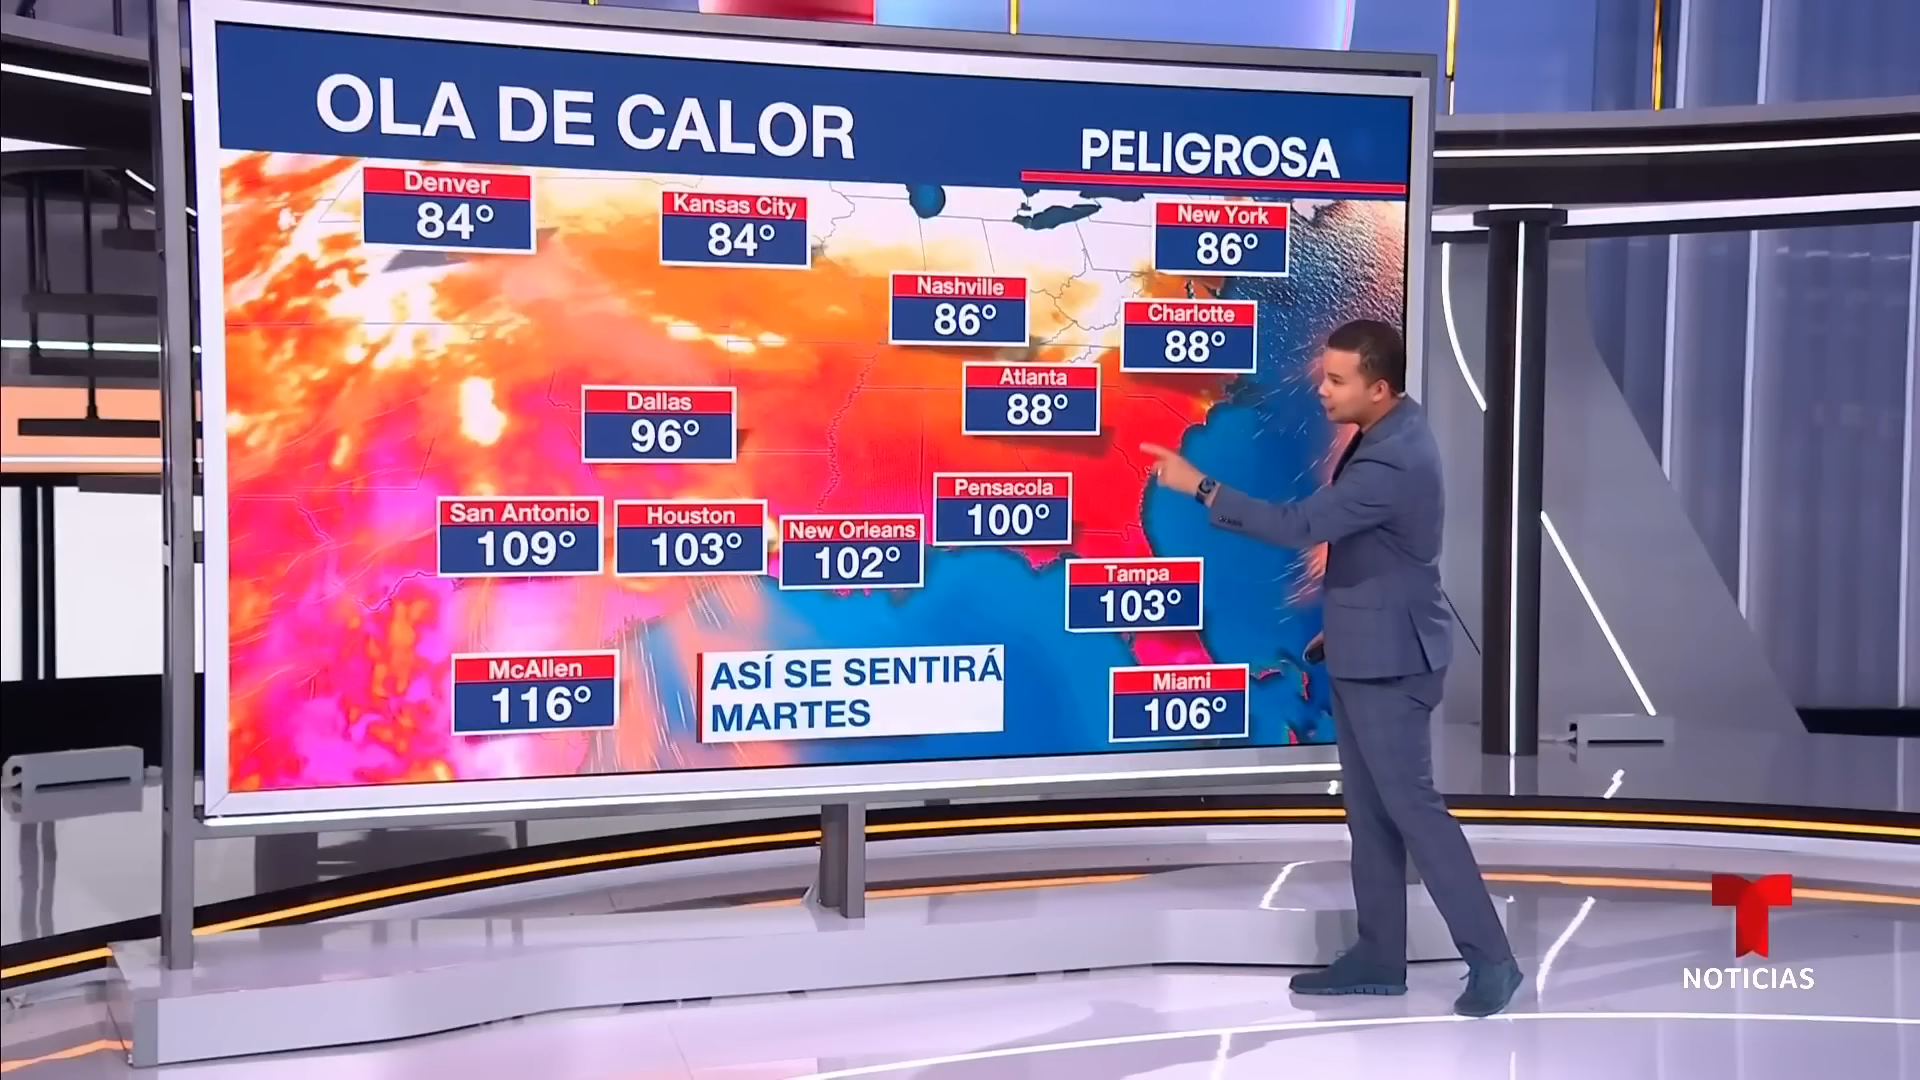 OLA DE CALOR
PELIGROSA
Denver
84°
Kansas City
84°
New York
86°
Nashville
86°
Charlotte
88°
Atlanta
88°
Dallas
96°
Pensacola
100°
San Antonio
109°
Houston
103°
New Orleans
102°
Tampa
103°
McAllen
116°
ASÍ SE SENTIRÁ
MARTES
Miami
106°
NOTICIAS